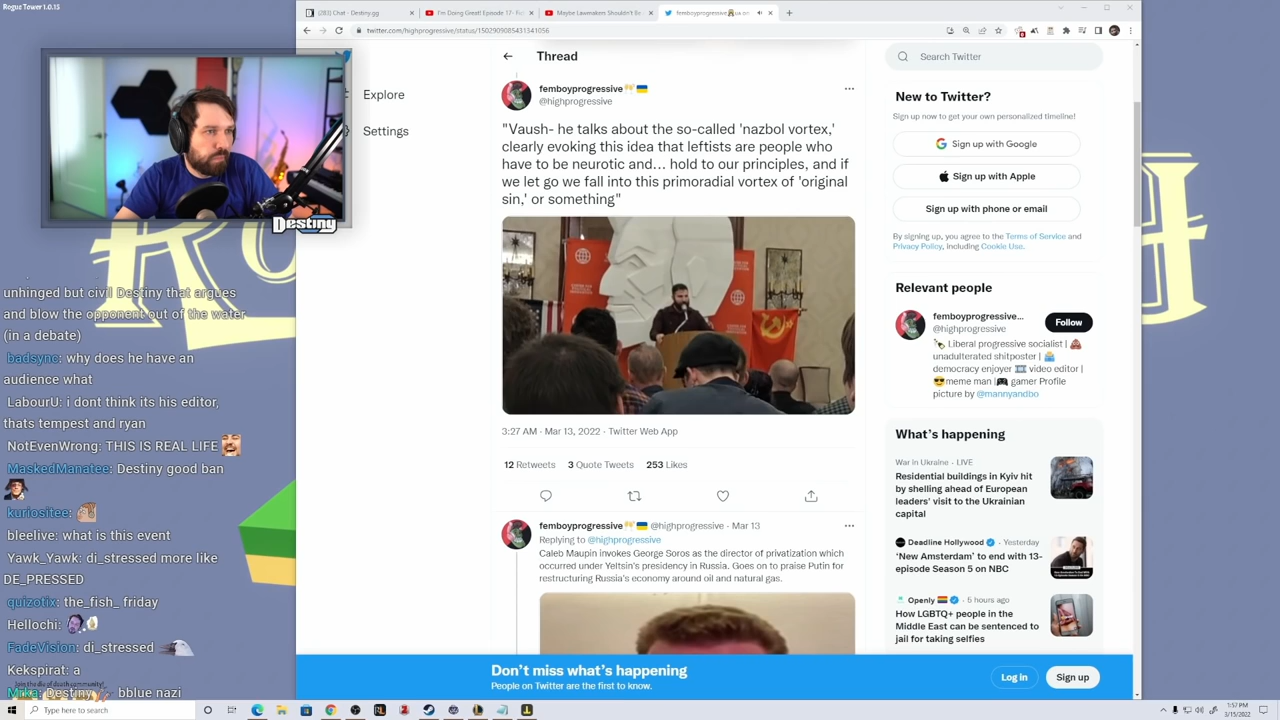 Rogue Tower 1.0.15
(283) Chat - Destiny.gg
I'm Doing Great! Episode 17- Ful
Maybe Lawmakers Shouldn't Be
femboyprogressive
twitter.com/highprogressive/status/1502909885431341056
Explore
Settings
Destiny
Thread
femboyprogressive
@highprogressive
"Vaush- he talks about the so-called 'nazbol vortex,'
clearly evoking this idea that leftists are people who
have to be neurotic and... hold to our principles, and if
we let go we fall into this primoradial vortex of 'original
sin,' or something"
3:27 AM · Mar 13, 2022 · Twitter Web App
12 Retweets 3 Quote Tweets 253 Likes
femboyprogressive @highprogressive · Mar 13
Replying to @highprogressive
Caleb Maupin invokes George Soros as the director of privatization which
occurred under Yeltsin's presidency in Russia. Goes on to praise Putin for
restructuring Russia's economy around oil and natural gas.
Search Twitter
New to Twitter?
Sign up now to get your own personalized timeline!
Sign up with Google
Sign up with Apple
Sign up with phone or email
By signing up, you agree to the Terms of Service and
Privacy Policy, including Cookie Use.
Relevant people
femboyprogressive...
@highprogressive
Follow
Liberal progressive socialist |
unadulterated shitposter |
democracy enjoyer video editor |
meme man | gamer Profile
picture by @mannyandbo
What's happening
War in Ukraine · LIVE
Residential buildings in Kyiv hit
by shelling ahead of European
leaders' visit to the Ukrainian
capital
Deadline Hollywood · Yesterday
'New Amsterdam' to end with 13-
episode Season 5 on NBC
Openly · 5 hours ago
How LGBTQ+ people in the
Middle East can be sentenced to
jail for taking selfies
Don't miss what's happening
People on Twitter are the first to know.
Log in
Sign up
unhinged but civil Destiny that argues
and blow the opponent out of the water
(in a debate)
badsync: why does he have an
audience what
LabourU: i dont think its his editor,
thats tempest and ryan
NotEvenWrong: THIS IS REAL LIFE
MaskedManatee: Destiny good ban
kuriositee:
bleelive: what is this event
Yawk_Yawk: di_stressed more like
DE_PRESSED
quizotix: the_fish_ friday
Hellochi:
FadeVision: di_stressed
Kekspirat: a
Mrka: Destiny bblue nazi
Type here to search
1:57 PM
3/15/2022